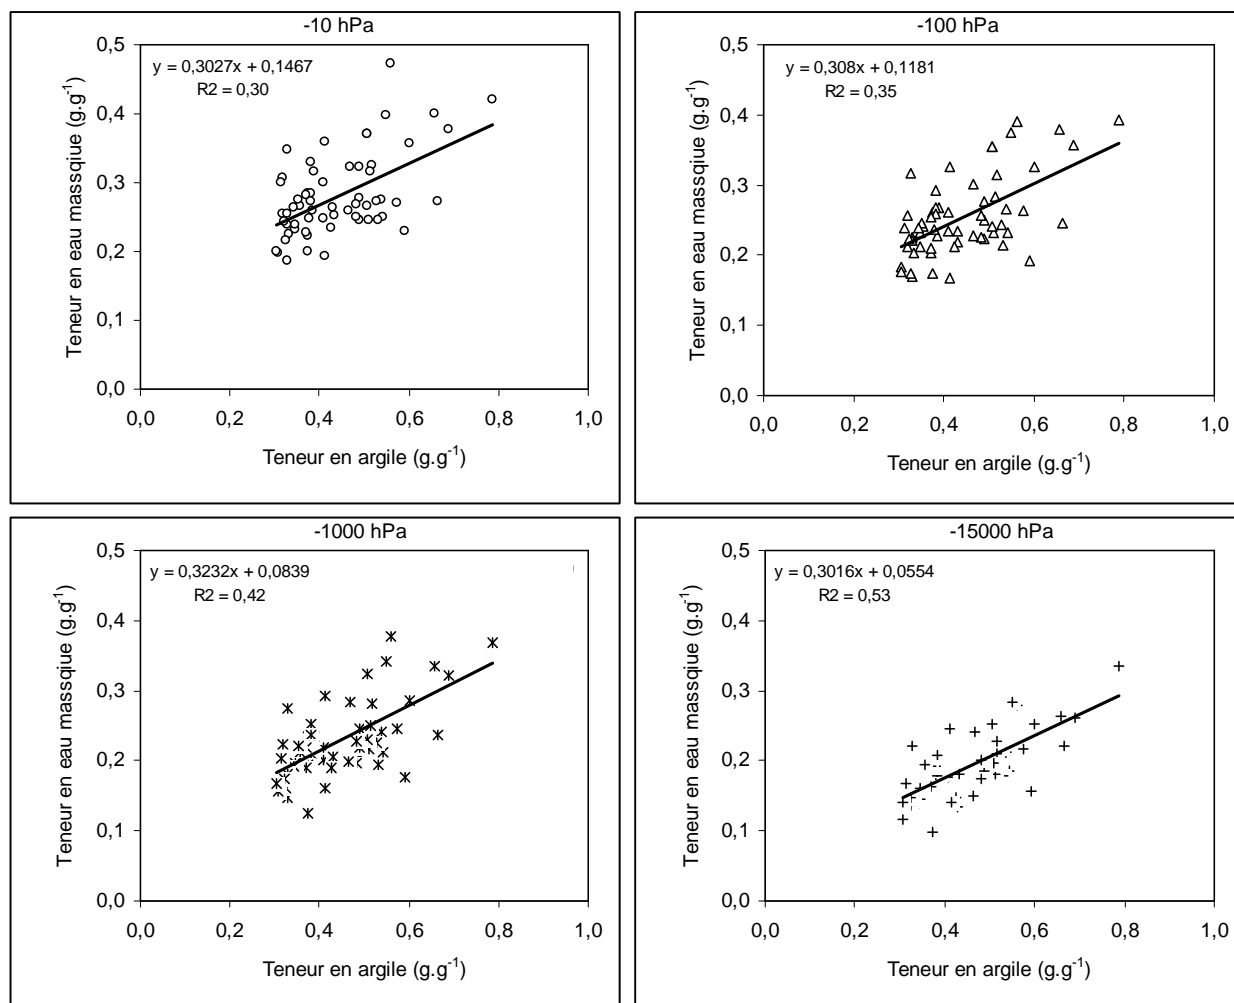 -10 hPa
y = 0,3027x + 0,1467
R2 = 0,30
Teneur en eau massqiue (g.g-1)
0,5
0,4
0,3
0,2
0,1
0,0
0,0 0,2 0,4 0,6 0,8 1,0
Teneur en argile (g.g-1)
-100 hPa
y = 0,308x + 0,1181
R2 = 0,35
Teneur en eau massqiue (g.g-1)
0,5
0,4
0,3
0,2
0,1
0,0
0,0 0,2 0,4 0,6 0,8 1,0
Teneur en argile (g.g-1)
-1000 hPa
y = 0,3232x + 0,0839
R2 = 0,42
Teneur en eau massqiue (g.g-1)
0,5
0,4
0,3
0,2
0,1
0,0
0,0 0,2 0,4 0,6 0,8 1,0
Teneur en argile (g.g-1)
-15000 hPa
y = 0,3016x + 0,0554
R2 = 0,53
Teneur en eau massqiue (g.g-1)
0,5
0,4
0,3
0,2
0,1
0,0
0,0 0,2 0,4 0,6 0,8 1,0
Teneur en argile (g.g-1)